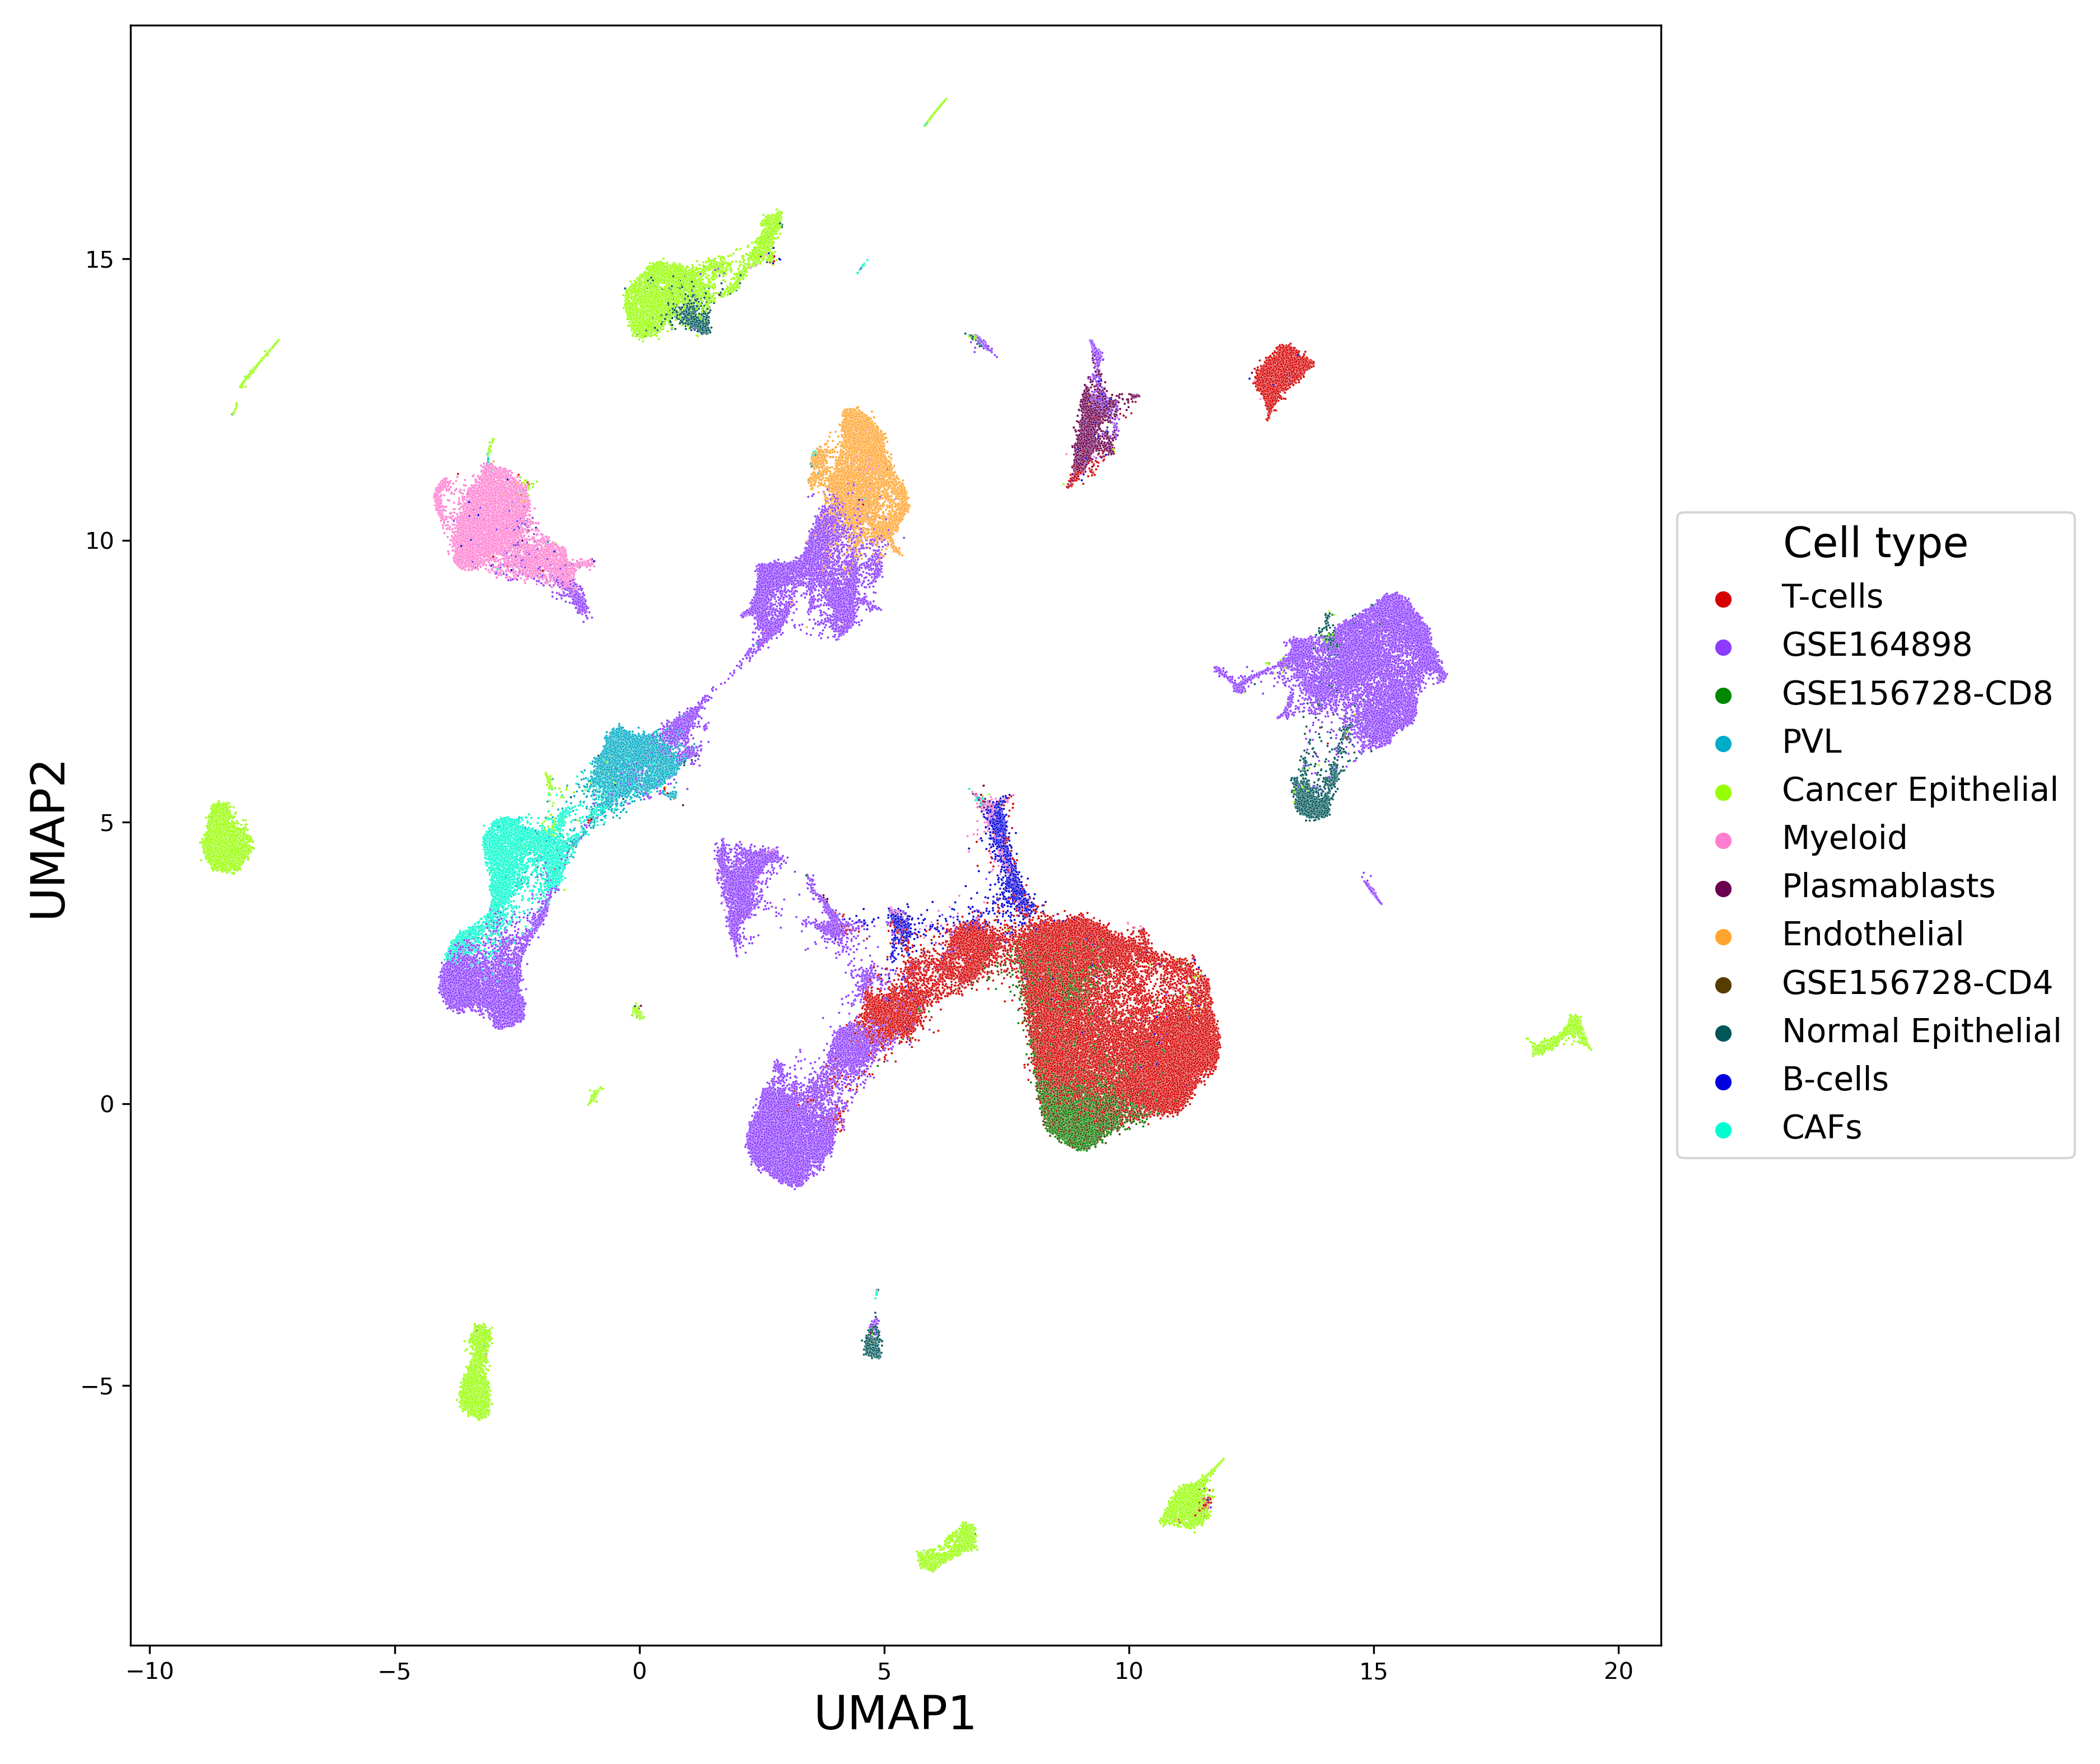 15
10
5
0
−5
−10
−5
0
5
10
15
20
UMAP1
UMAP2
Cell type
T-cells
GSE164898
GSE156728-CD8
PVL
Cancer Epithelial
Myeloid
Plasmablasts
Endothelial
GSE156728-CD4
Normal Epithelial
B-cells
CAFs